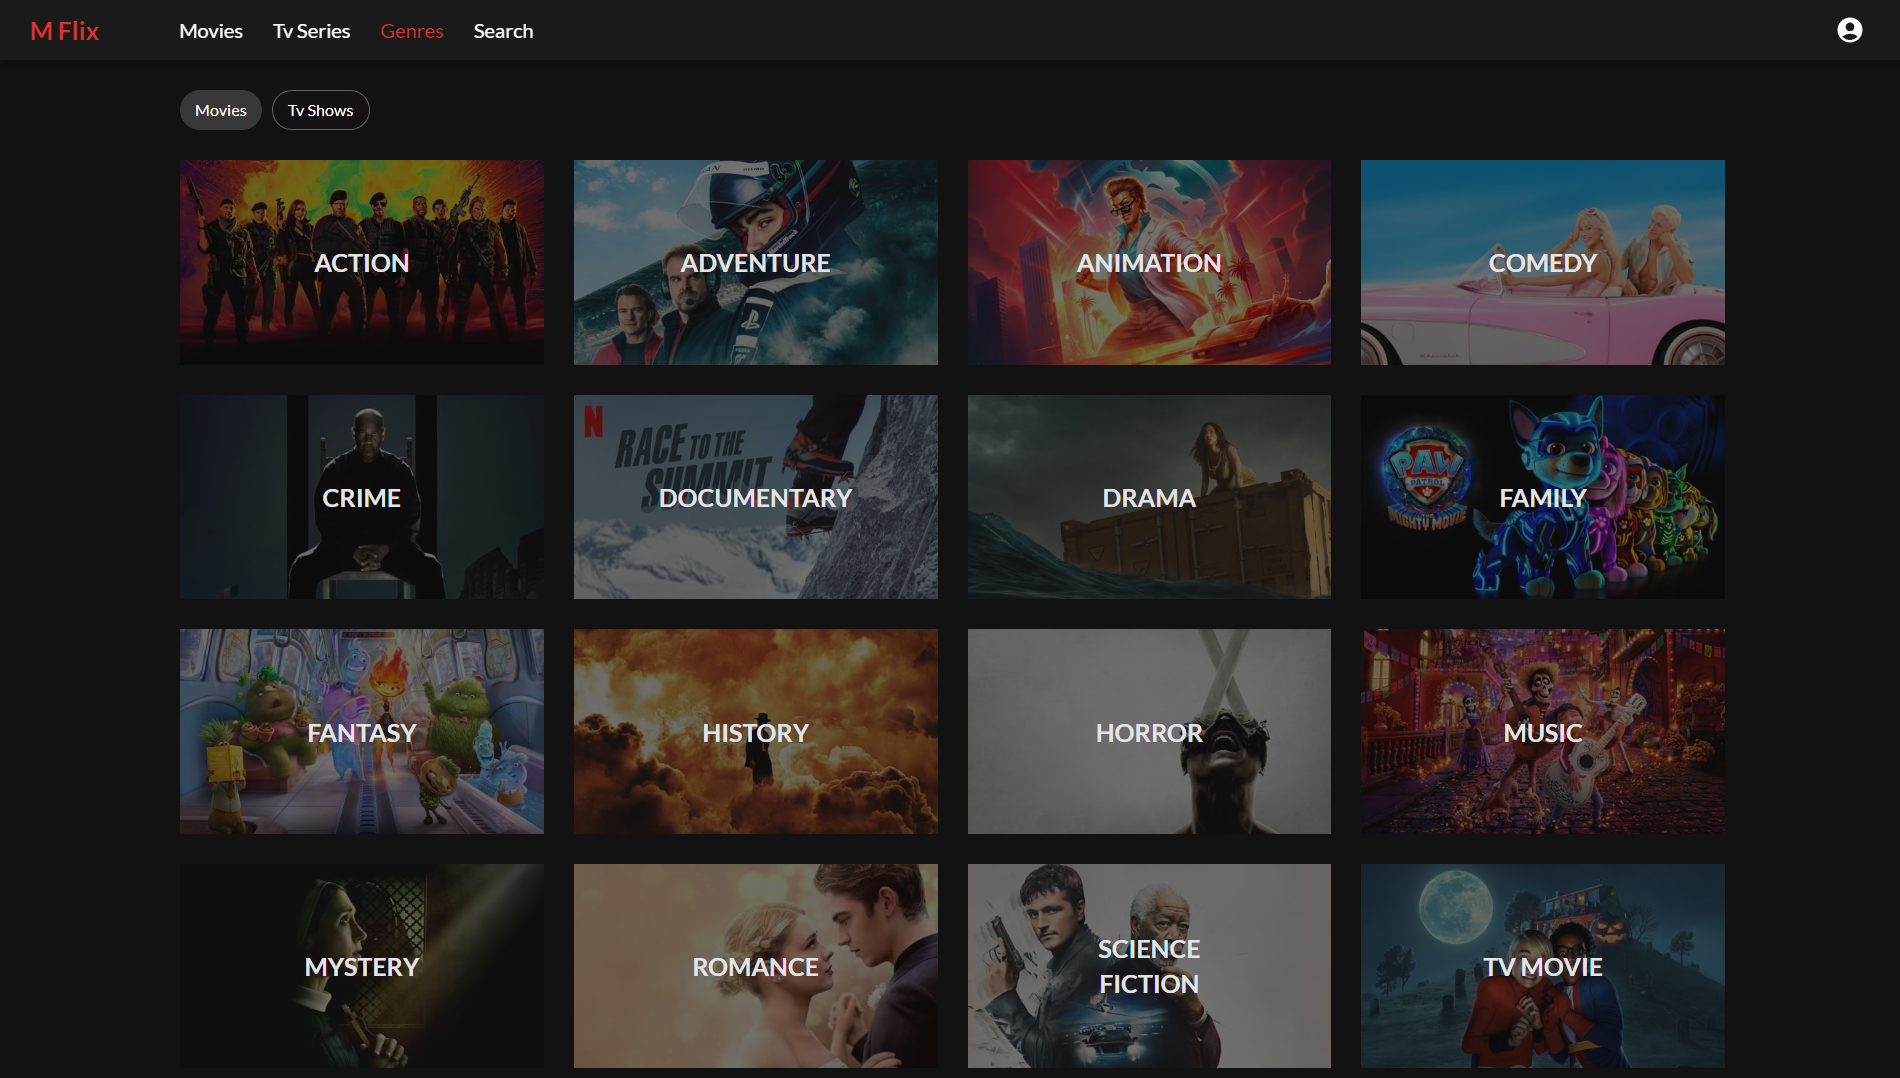 M Flix
Movies
Tv Series
Genres
Search
Movies
Tv Shows
ACTION
ADVENTURE
ANIMATION
COMEDY
CRIME
N
RACE TO THE
SUMMIT
DOCUMENTARY
DRAMA
PAW
PATROL
MIGHTY MOVIE
FAMILY
FANTASY
HISTORY
HORROR
MUSIC
MYSTERY
ROMANCE
SCIENCE
FICTION
TV MOVIE